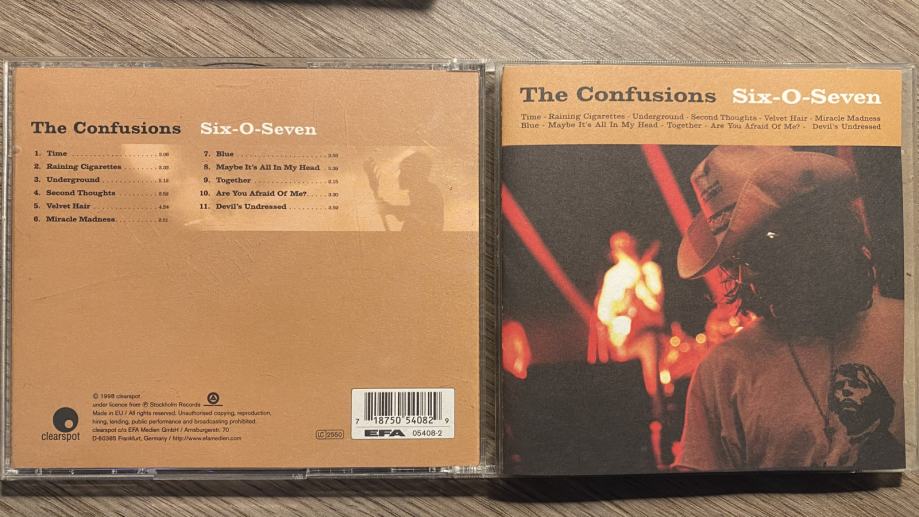 The Confusions Six-O-Seven
1. Time
2. Raining Cigarettes
3. Underground
4. Second Thoughts
5. Velvet Hair
6. Miracle Madness
7. Blue
8. Maybe It's All In My Head
9. Together
10. Are You Afraid Of Me?
11. Devil's Undressed
© 1998 clearspot
under licence from ℗ Stockholm Records
Made in EU / All rights reserved. Unauthorised copying, reproduction,
hiring, lending, public performance and broadcasting prohibited.
clearspot c/o EFA Medien GmbH / Arnsburgerstr. 70
D-60385 Frankfurt, Germany / http://www.efamedien.com
clearspot
LC 2550
7 18750 54082 9
EFA 05408-2
The Confusions Six-O-Seven
Time - Raining Cigarettes - Underground - Second Thoughts - Velvet Hair - Miracle Madness
Blue - Maybe It's All In My Head - Together - Are You Afraid Of Me? - Devil's Undressed